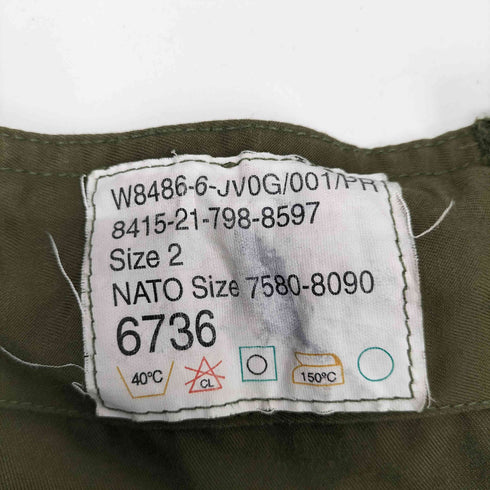 W8486-6-JV0G/001/PR
8415-21-798-8597
Size 2
NATO Size 7580-8090
6736
40°C CL 150°C